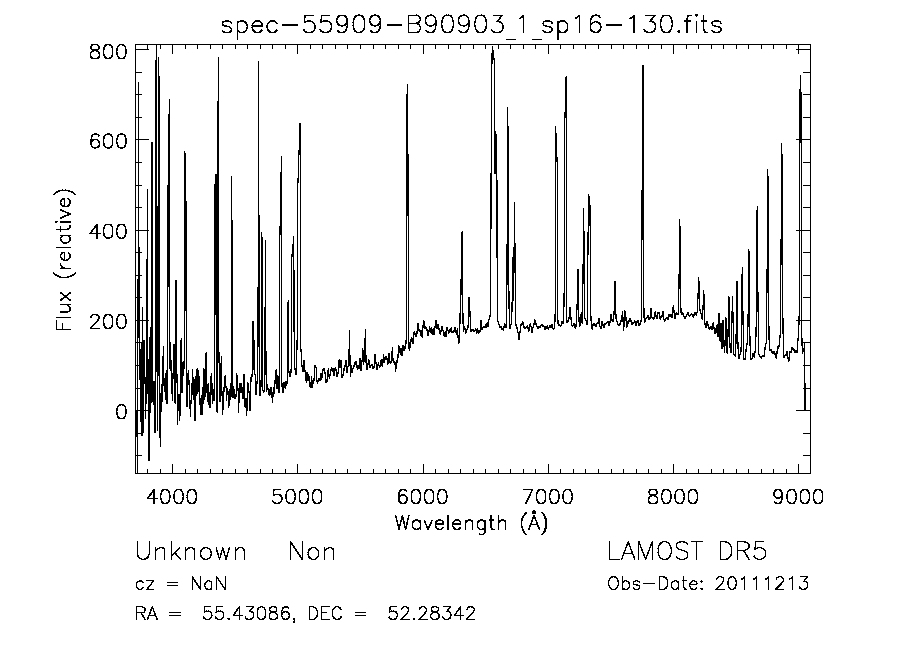 spec-55909-B90903_1_sp16-130.fits
800
600
400
200
0
Flux (relative)
4000 5000 6000 7000 8000 9000
Wavelength (Å)
Unknown Non LAMOST DR5
cz = NaN Obs-Date: 20111213
RA = 55.43086, DEC = 52.28342